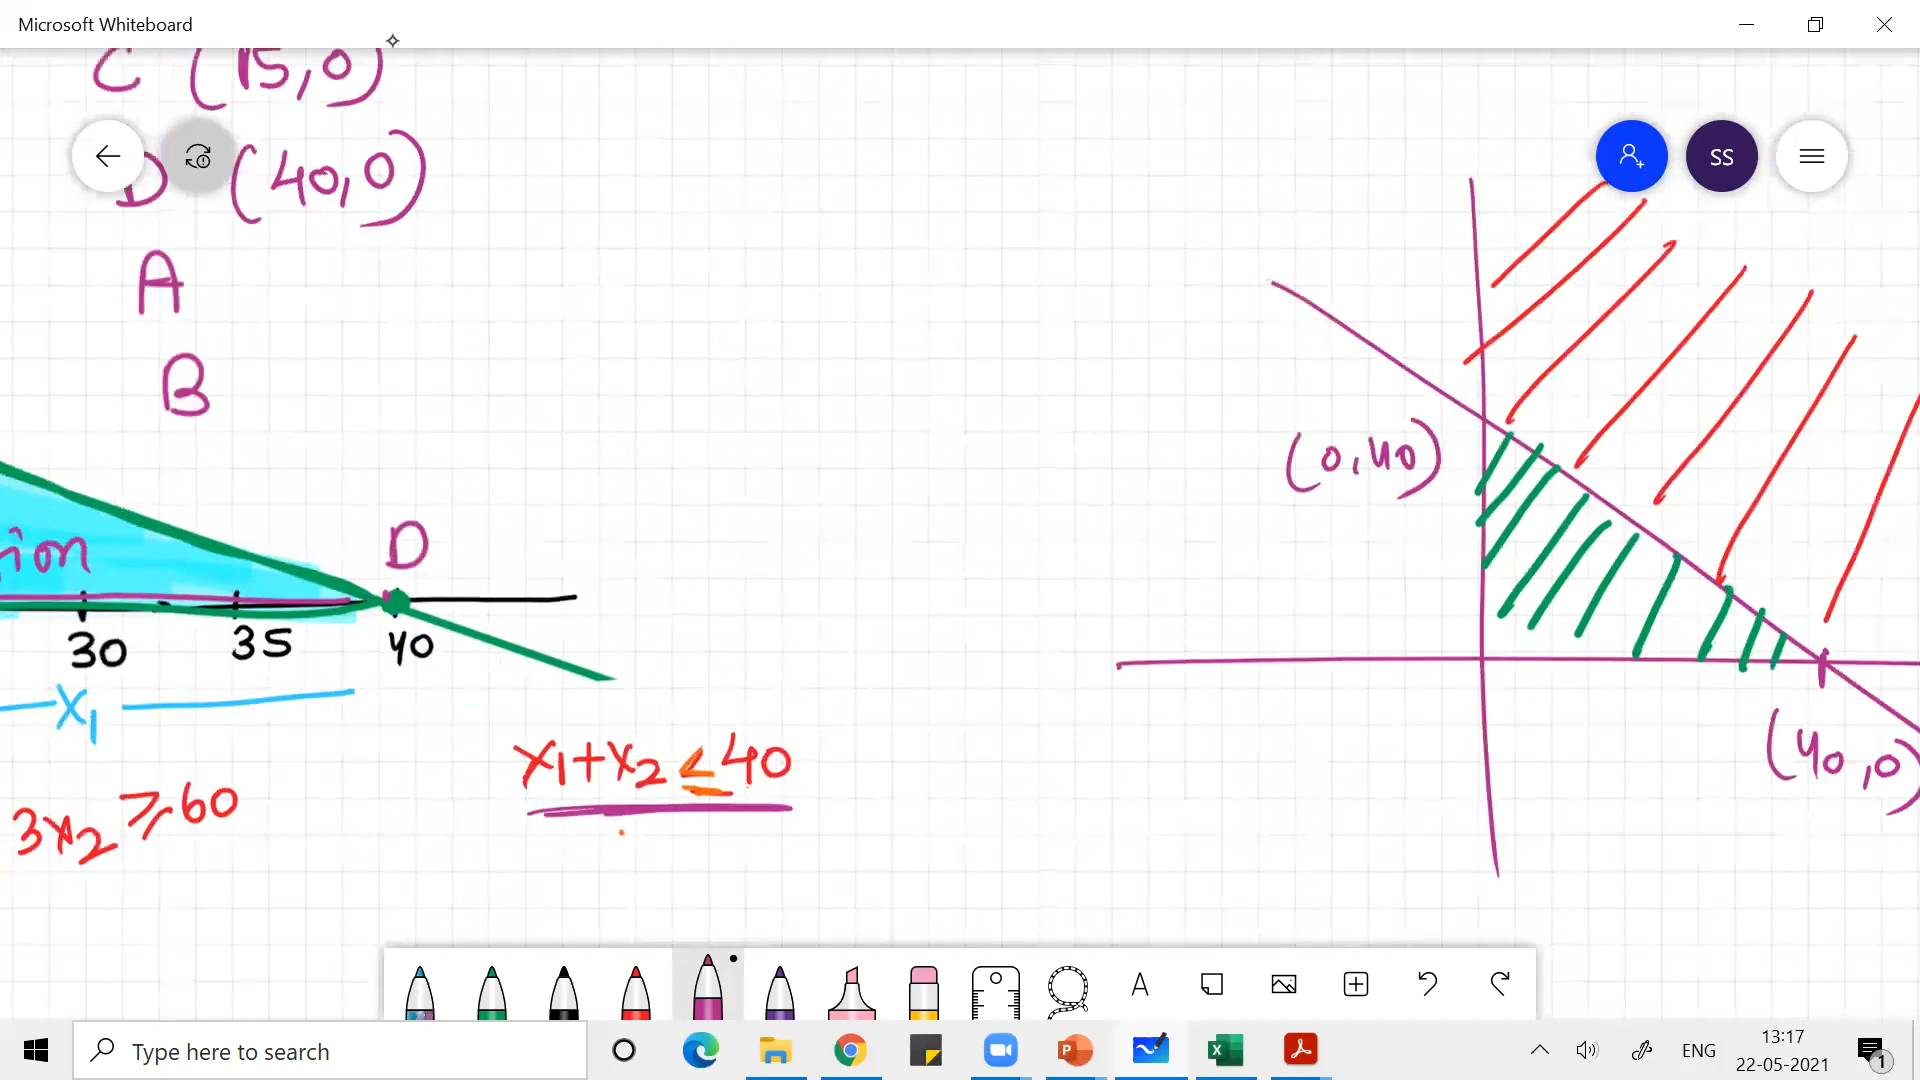 Microsoft Whiteboard
C (15,0)
D (40,0)
SS
A
B
(0,40)
ion
D
30 35 40
x1
(40,0)
x1+x2 ≤ 40
3x2 ≥ 60
A
Type here to search
ENG
13:17
22-05-2021
1